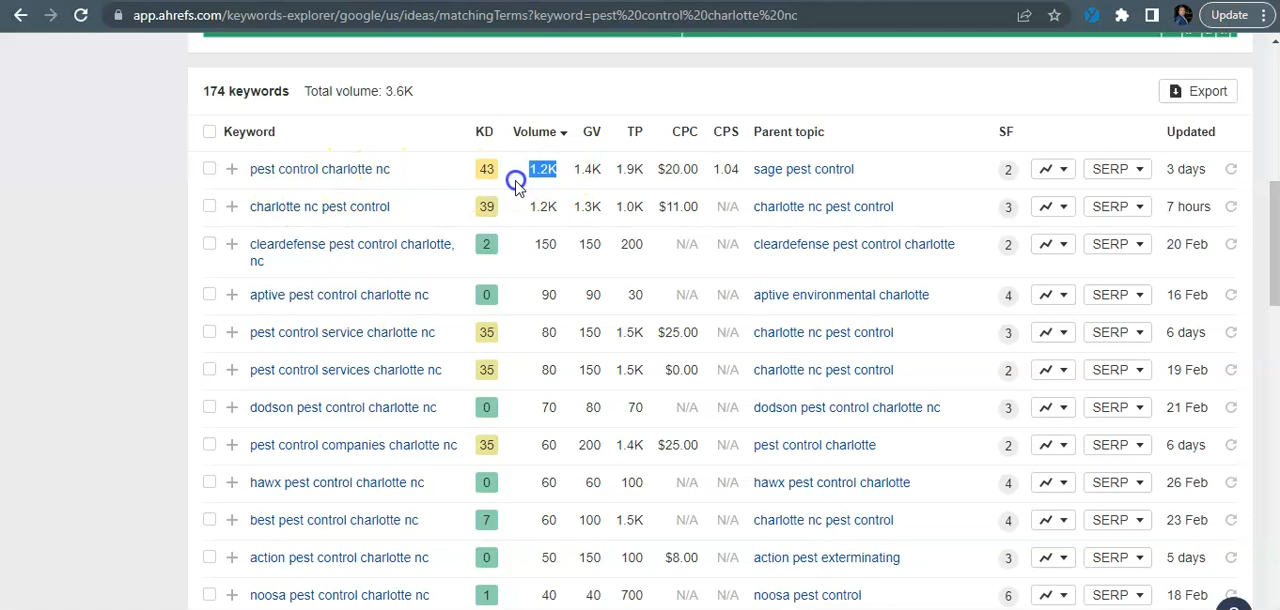 app.ahrefs.com/keywords-explorer/google/us/ideas/matchingTerms?keyword=pest%20control%20charlotte%20nc
Update
174 keywords Total volume: 3.6K Export
Keyword KD Volume GV TP CPC CPS Parent topic SF Updated
pest control charlotte nc 43 1.2K 1.4K 1.9K $20.00 1.04 sage pest control 2 SERP 3 days
charlotte nc pest control 39 1.2K 1.3K 1.0K $11.00 N/A charlotte nc pest control 3 SERP 7 hours
cleardefense pest control charlotte, 2 150 150 200 N/A N/A cleardefense pest control charlotte 2 SERP 20 Feb
nc
aptive pest control charlotte nc 0 90 90 30 N/A N/A aptive environmental charlotte 4 SERP 16 Feb
pest control service charlotte nc 35 80 150 1.5K $25.00 N/A charlotte nc pest control 3 SERP 6 days
pest control services charlotte nc 35 80 150 1.5K $0.00 N/A charlotte nc pest control 2 SERP 19 Feb
dodson pest control charlotte nc 0 70 80 70 N/A N/A dodson pest control charlotte nc 3 SERP 21 Feb
pest control companies charlotte nc 35 60 200 1.4K $25.00 N/A pest control charlotte 2 SERP 6 days
hawx pest control charlotte nc 0 60 60 100 N/A N/A hawx pest control charlotte 4 SERP 26 Feb
best pest control charlotte nc 7 60 100 1.5K N/A N/A charlotte nc pest control 4 SERP 23 Feb
action pest control charlotte nc 0 50 150 100 $8.00 N/A action pest exterminating 3 SERP 5 days
noosa pest control charlotte nc 1 40 40 700 N/A N/A noosa pest control 6 SERP 18 Feb